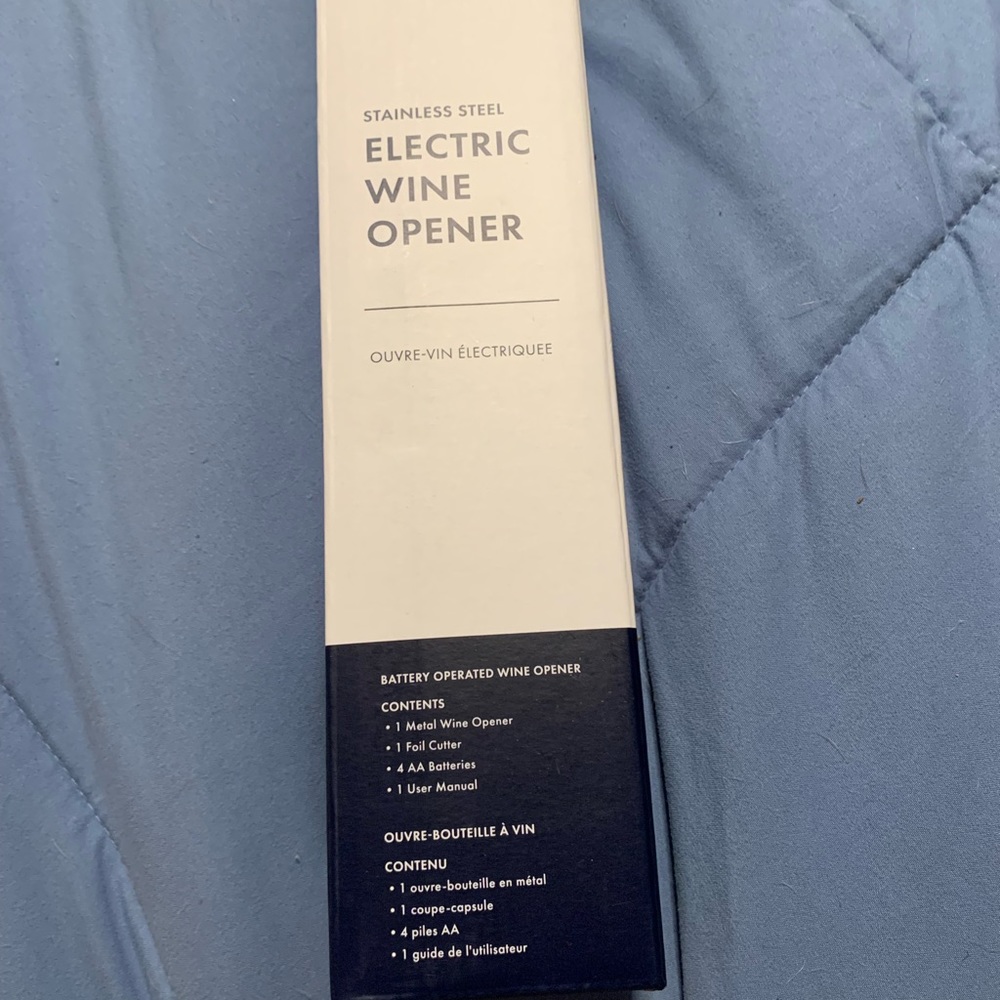 STAINLESS STEEL
ELECTRIC
WINE
OPENER
OUVRE-VIN ÉLECTRIQUEE
BATTERY OPERATED WINE OPENER
CONTENTS
• 1 Metal Wine Opener
• 1 Foil Cutter
• 4 AA Batteries
• 1 User Manual
OUVRE-BOUTEILLE À VIN
CONTENU
• 1 ouvre-bouteille en métal
• 1 coupe-capsule
• 4 piles AA
• 1 guide de l'utilisateur